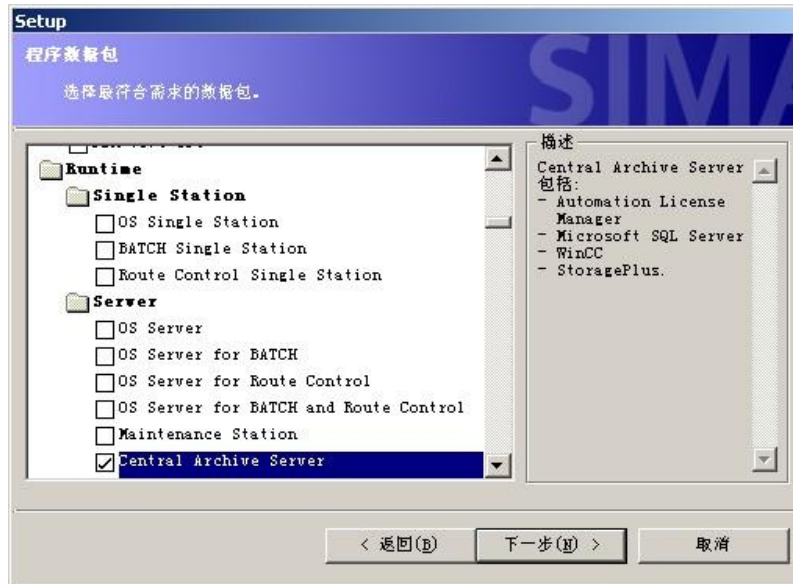 Setup
程序数据包
选择最符合需求的数据包。
SIMA
Runtime
Single Station
OS Single Station
BATCH Single Station
Route Control Single Station
Server
OS Server
OS Server for BATCH
OS Server for Route Control
OS Server for BATCH and Route Control
Maintenance Station
Central Archive Server
描述
Central Archive Server
包括:
- Automation License
Manager
- Microsoft SQL Server
- WinCC
- StoragePlus.
< 返回(B)
下一步(N) >
取消